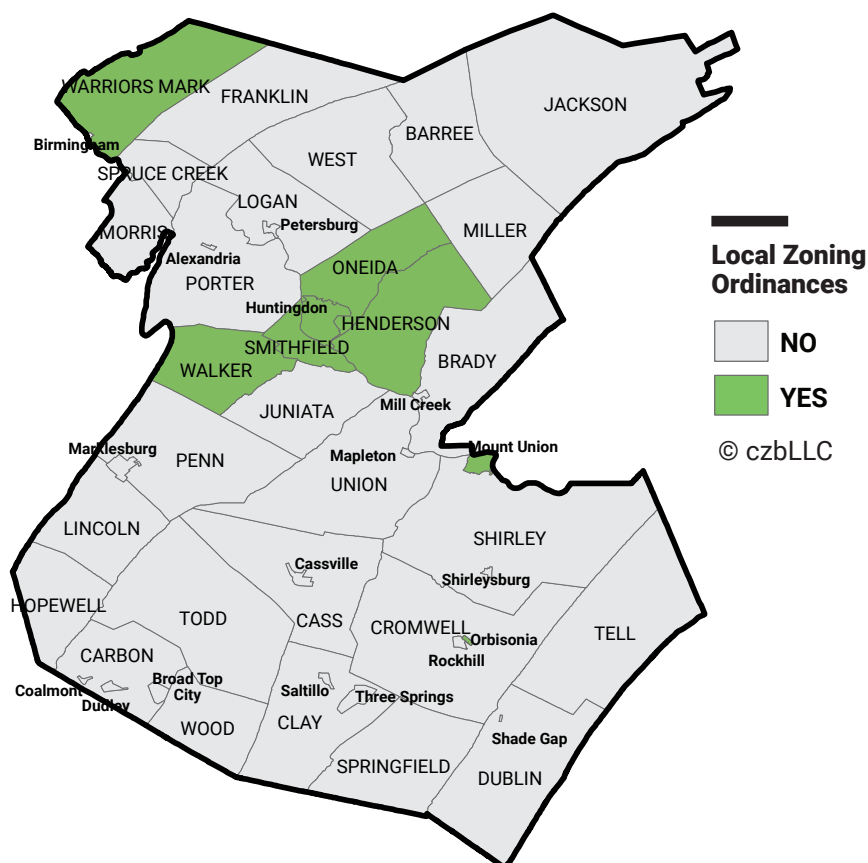 WARRIORS MARK
FRANKLIN
JACKSON
BARREE
Birmingham
WEST
SPRUCE CREEK
LOGAN
Petersburg
MORRIS
MILLER
Alexandria
ONEIDA
PORTER
Huntingdon
HENDERSON
SMITHFIELD
WALKER
BRADY
JUNIATA
Mill Creek
Marklesburg
PENN
Mapleton
Mount Union
UNION
LINCOLN
SHIRLEY
Cassville
Shirleysburg
HOPEWELL
TODD
CASS
CROMWELL
Orbisonia
TELL
CARBON
Rockhill
Broad Top
City
Coalmont
Dudley
Saltillo
Three Springs
WOOD
CLAY
Shade Gap
SPRINGFIELD
DUBLIN
Local Zoning
Ordinances
NO
YES
© czbLLC